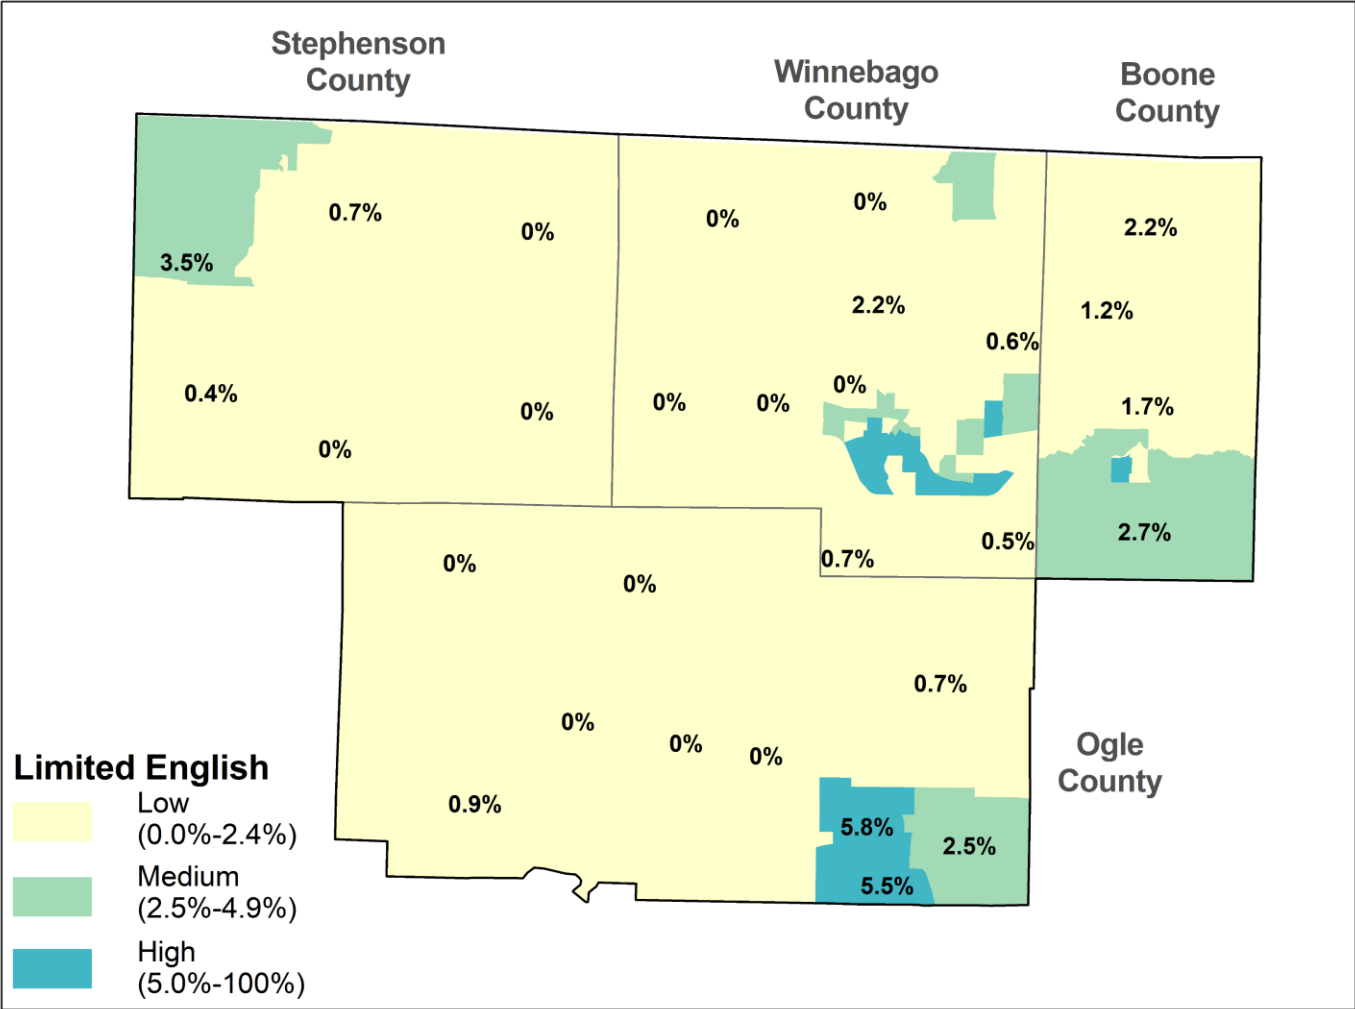 Stephenson
County
Winnebago
County
Boone
County
0.7%
0%
3.5%
0.4%
0%
0%
0%
0%
2.2%
0.6%
0%
0%
0%
0.7%
0.5%
2.2%
1.2%
1.7%
2.7%
0%
0%
0.7%
0%
0%
0%
0.9%
5.8%
2.5%
5.5%
Ogle
County
Limited English
Low
(0.0%-2.4%)
Medium
(2.5%-4.9%)
High
(5.0%-100%)